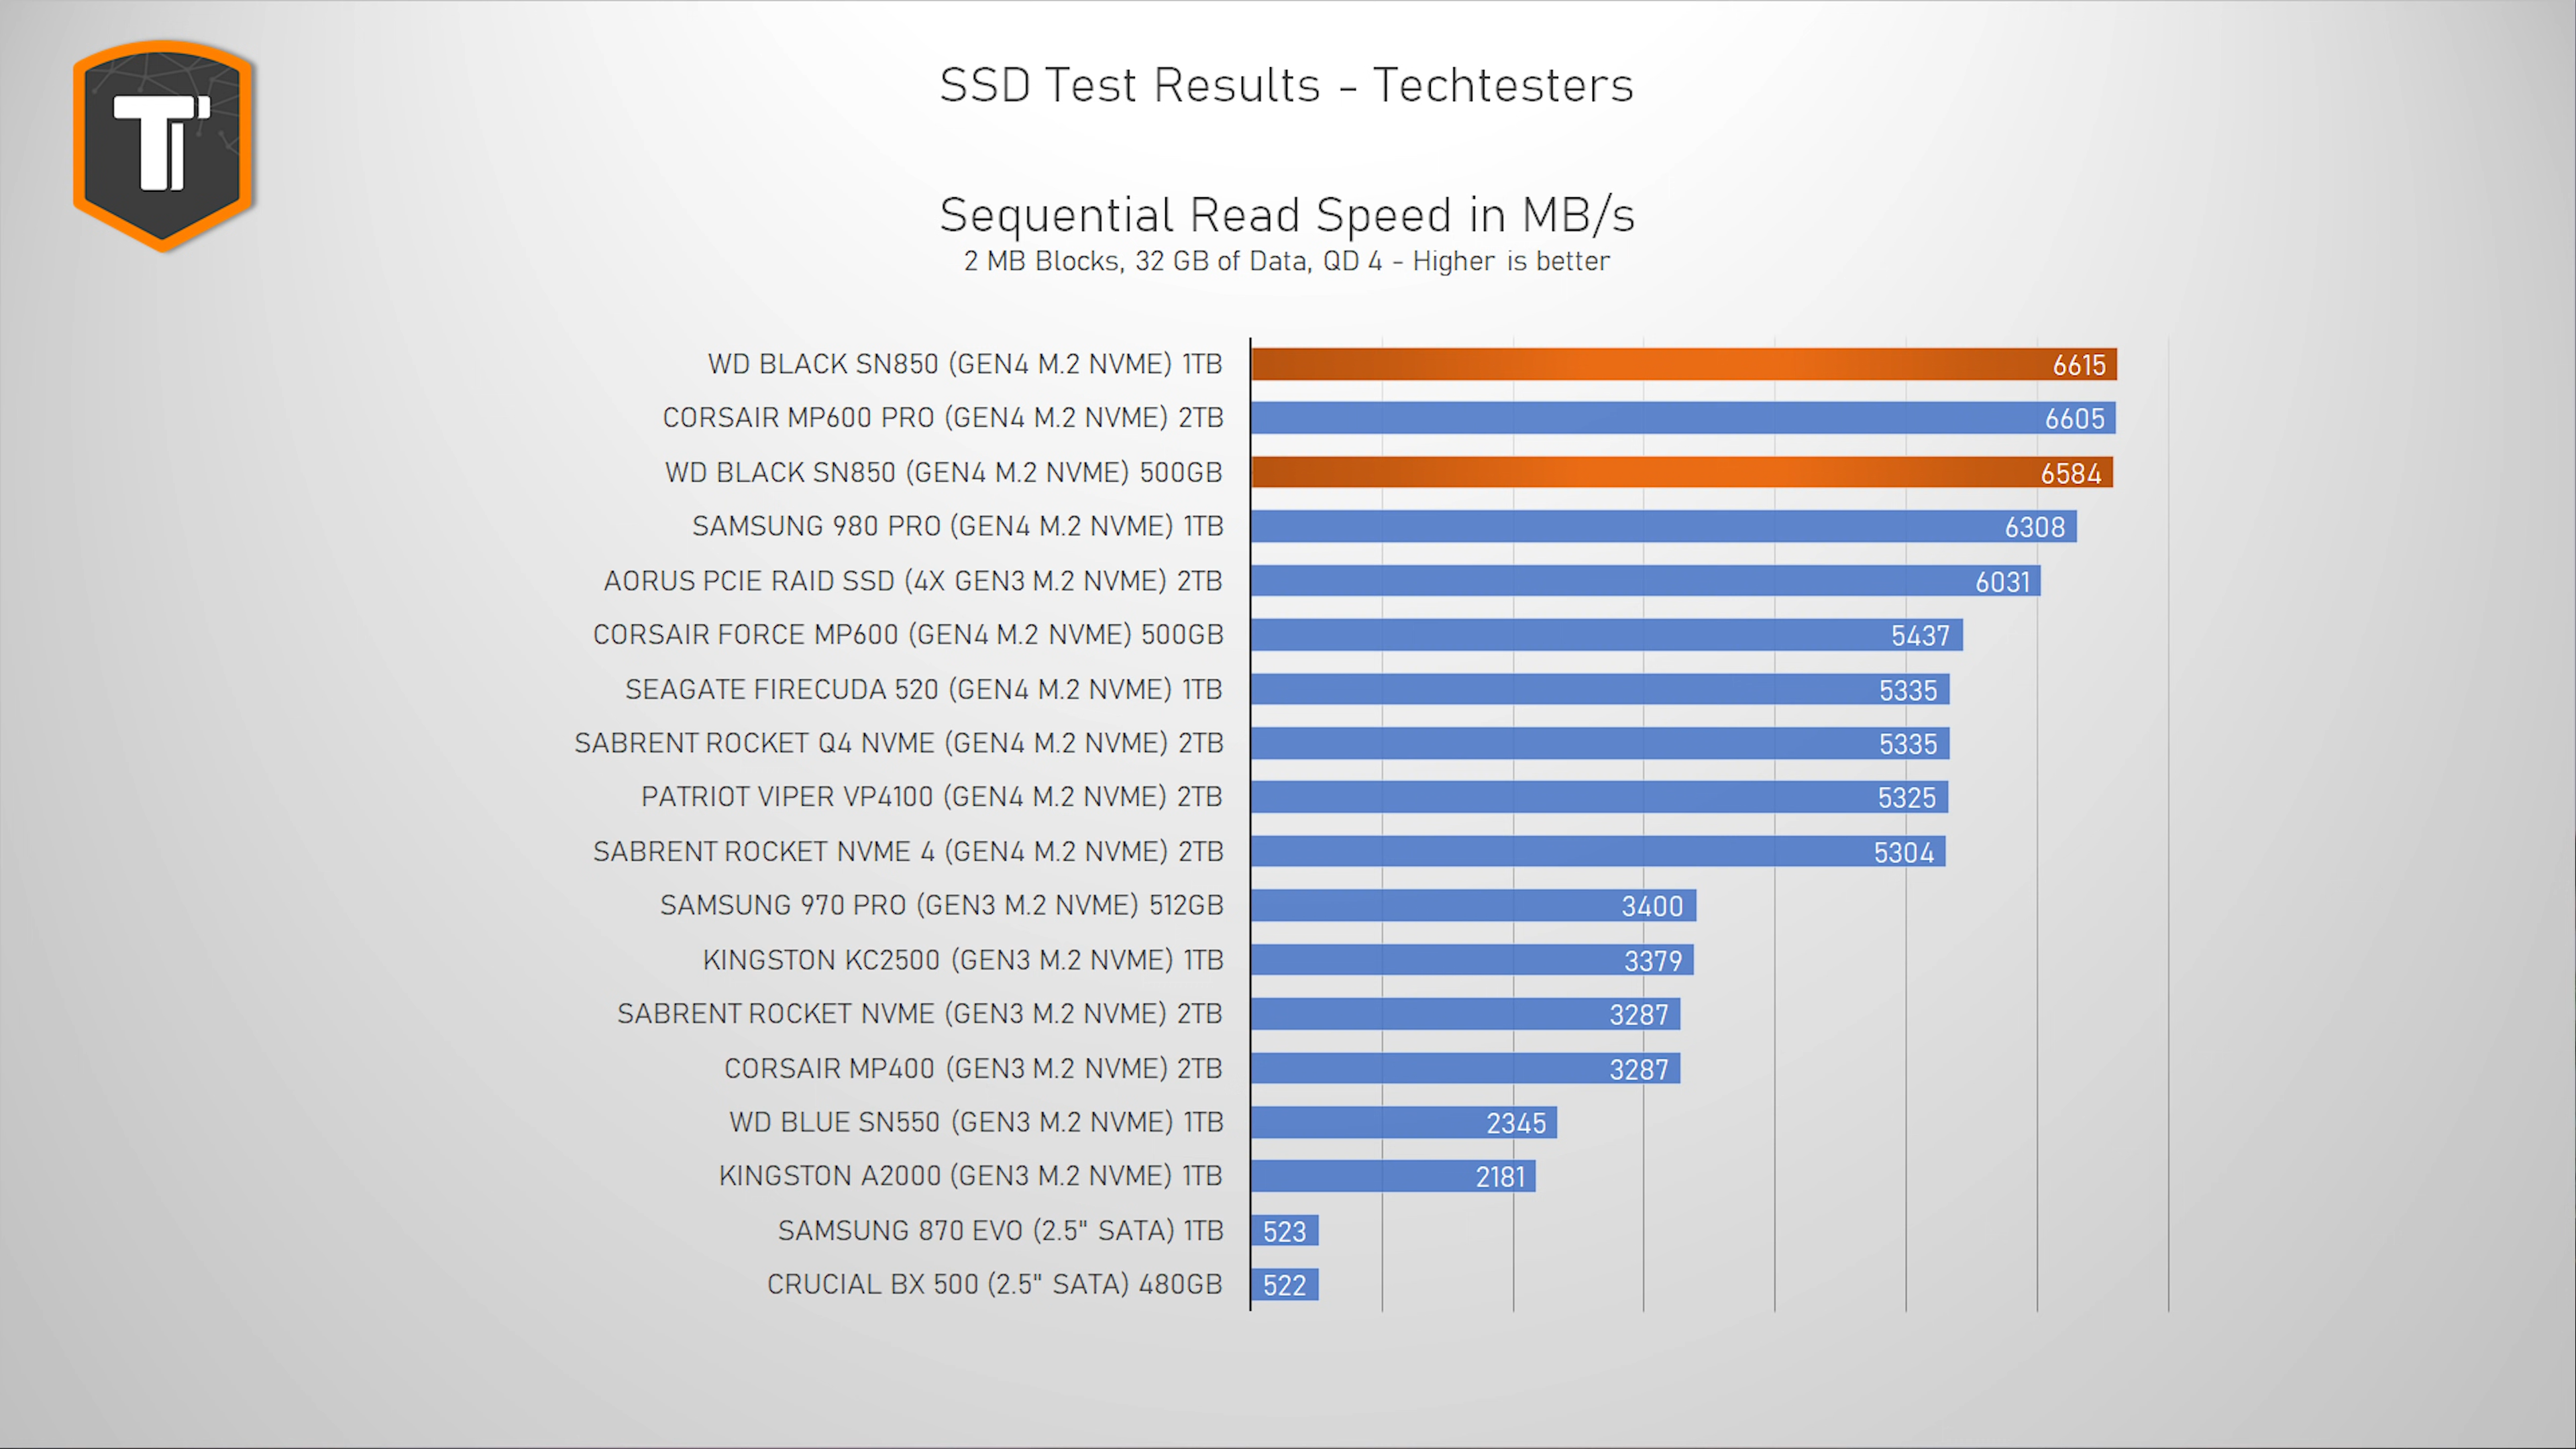 SSD Test Results - Techtesters
Sequential Read Speed in MB/s
2 MB Blocks, 32 GB of Data, QD 4 - Higher is better
WD BLACK SN850 (GEN4 M.2 NVME) 1TB 6615
CORSAIR MP600 PRO (GEN4 M.2 NVME) 2TB 6605
WD BLACK SN850 (GEN4 M.2 NVME) 500GB 6584
SAMSUNG 980 PRO (GEN4 M.2 NVME) 1TB 6308
AORUS PCIE RAID SSD (4X GEN3 M.2 NVME) 2TB 6031
CORSAIR FORCE MP600 (GEN4 M.2 NVME) 500GB 5437
SEAGATE FIRECUDA 520 (GEN4 M.2 NVME) 1TB 5335
SABRENT ROCKET Q4 NVME (GEN4 M.2 NVME) 2TB 5335
PATRIOT VIPER VP4100 (GEN4 M.2 NVME) 2TB 5325
SABRENT ROCKET NVME 4 (GEN4 M.2 NVME) 2TB 5304
SAMSUNG 970 PRO (GEN3 M.2 NVME) 512GB 3400
KINGSTON KC2500 (GEN3 M.2 NVME) 1TB 3379
SABRENT ROCKET NVME (GEN3 M.2 NVME) 2TB 3287
CORSAIR MP400 (GEN3 M.2 NVME) 2TB 3287
WD BLUE SN550 (GEN3 M.2 NVME) 1TB 2345
KINGSTON A2000 (GEN3 M.2 NVME) 1TB 2181
SAMSUNG 870 EVO (2.5" SATA) 1TB 523
CRUCIAL BX 500 (2.5" SATA) 480GB 522